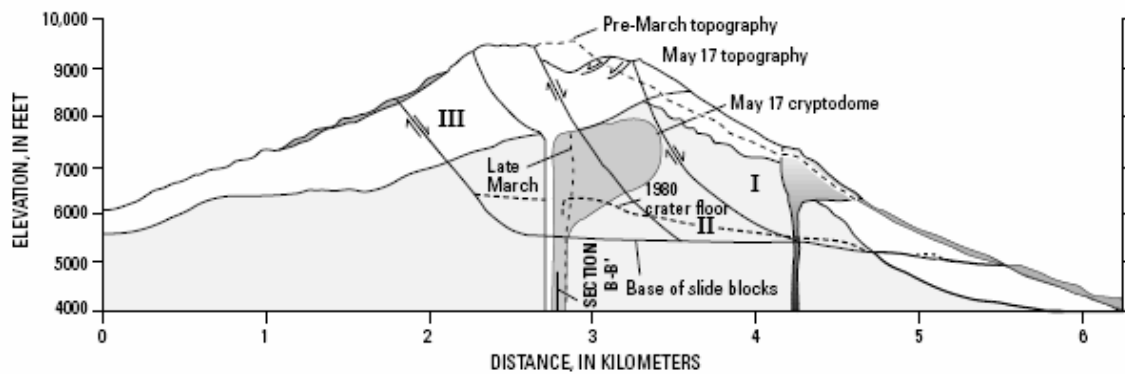 10,000
9000
8000
7000
6000
5000
4000
ELEVATION, IN FEET
Pre-March topography
May 17 topography
May 17 cryptodome
III
Late
March
I
1980
crater floor
II
SECTION
B-B'
Base of slide blocks
0
1
2
3
4
5
6
DISTANCE, IN KILOMETERS